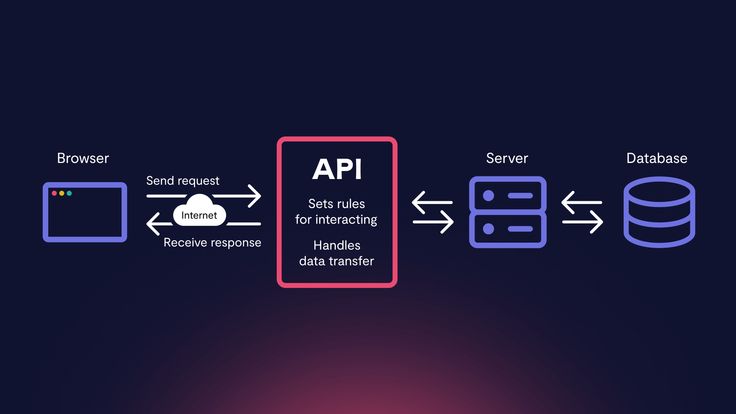 Browser
Send request
Internet
Receive response
API
Sets rules
for interacting
Handles
data transfer
Server
Database